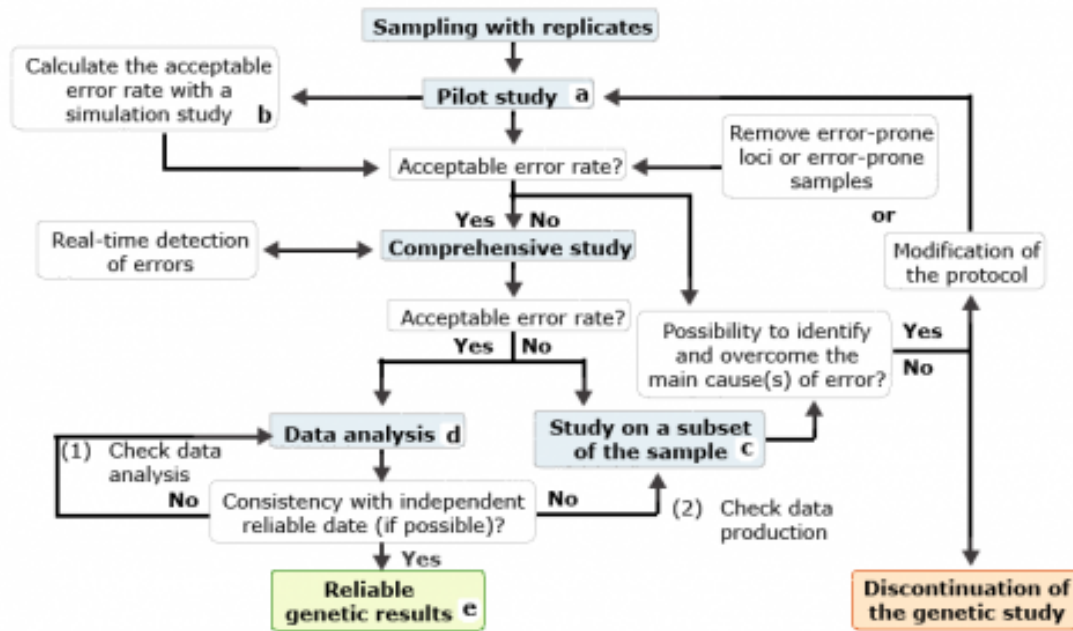 Sampling with replicates
Calculate the acceptable
error rate with a
simulation study b
Pilot study a
Remove error-prone
loci or error-prone
samples
Acceptable error rate?
or
Yes No
Real-time detection
of errors
Comprehensive study
Modification of
the protocol
Acceptable error rate?
Yes No
Possibility to identify
and overcome the
main cause(s) of error?
Yes
No
Data analysis d
Study on a subset
of the sample c
(1) Check data
analysis
No
Consistency with independent
reliable date (if possible)?
No
(2) Check data
production
Yes
Reliable
genetic results e
Discontinuation of
the genetic study